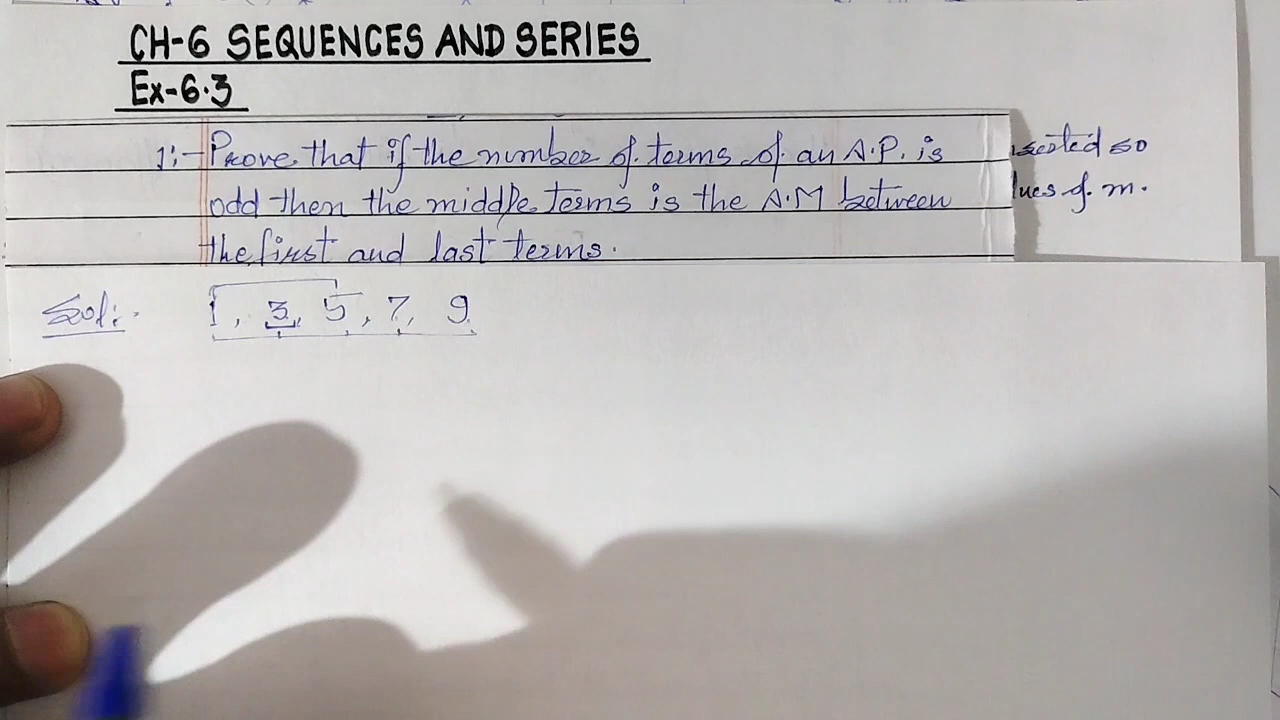 CH-6 SEQUENCES AND SERIES
Ex-6.3
1:- Prove that if the number of terms of an A.P. is
odd then the middle terms is the A.M between
the first and last terms.
so
of m.
Sol:-
1, 3, 5, 7, 9